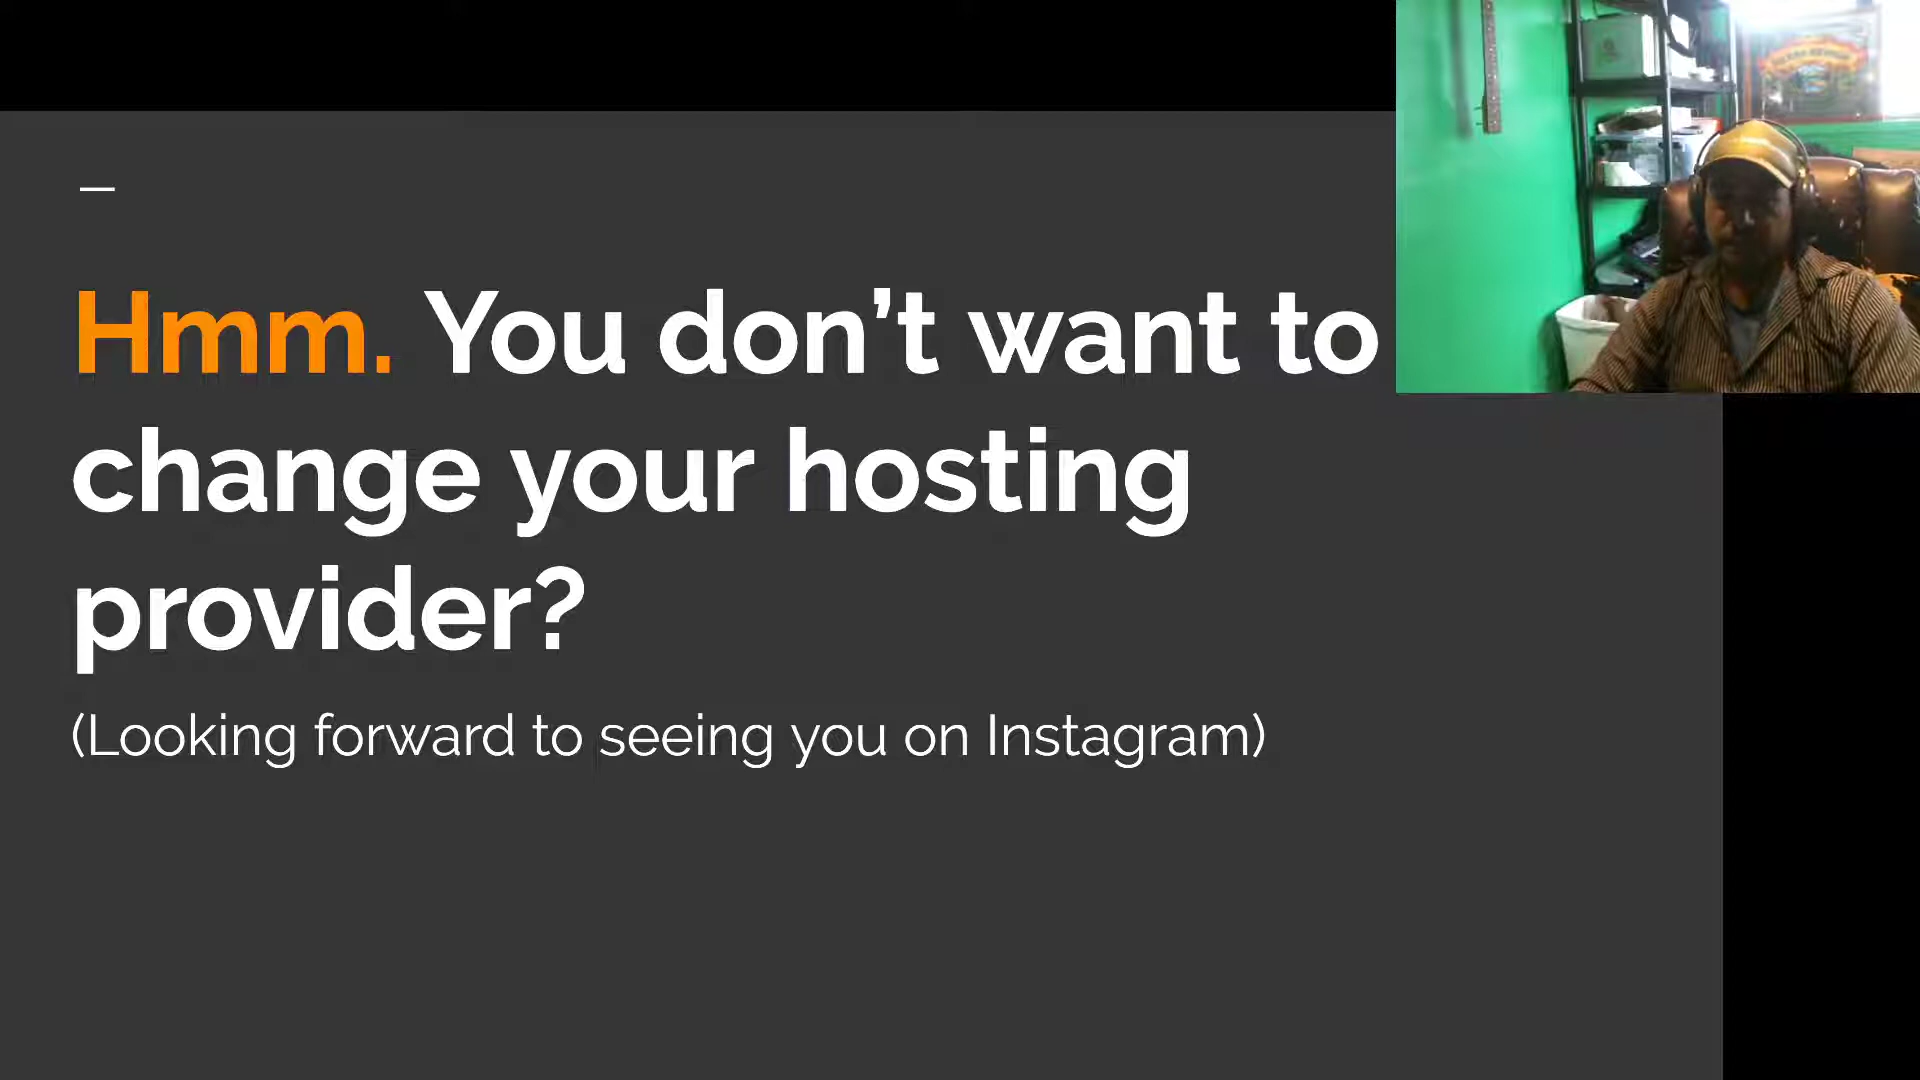 Hmm. You don’t want to
change your hosting
provider?
(Looking forward to seeing you on Instagram)